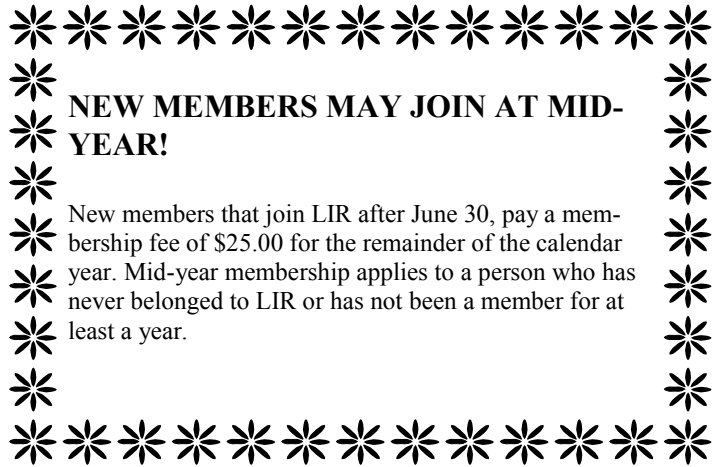 NEW MEMBERS MAY JOIN AT MID-
YEAR!
New members that join LIR after June 30, pay a mem-
bership fee of $25.00 for the remainder of the calendar
year. Mid-year membership applies to a person who has
never belonged to LIR or has not been a member for at
least a year.